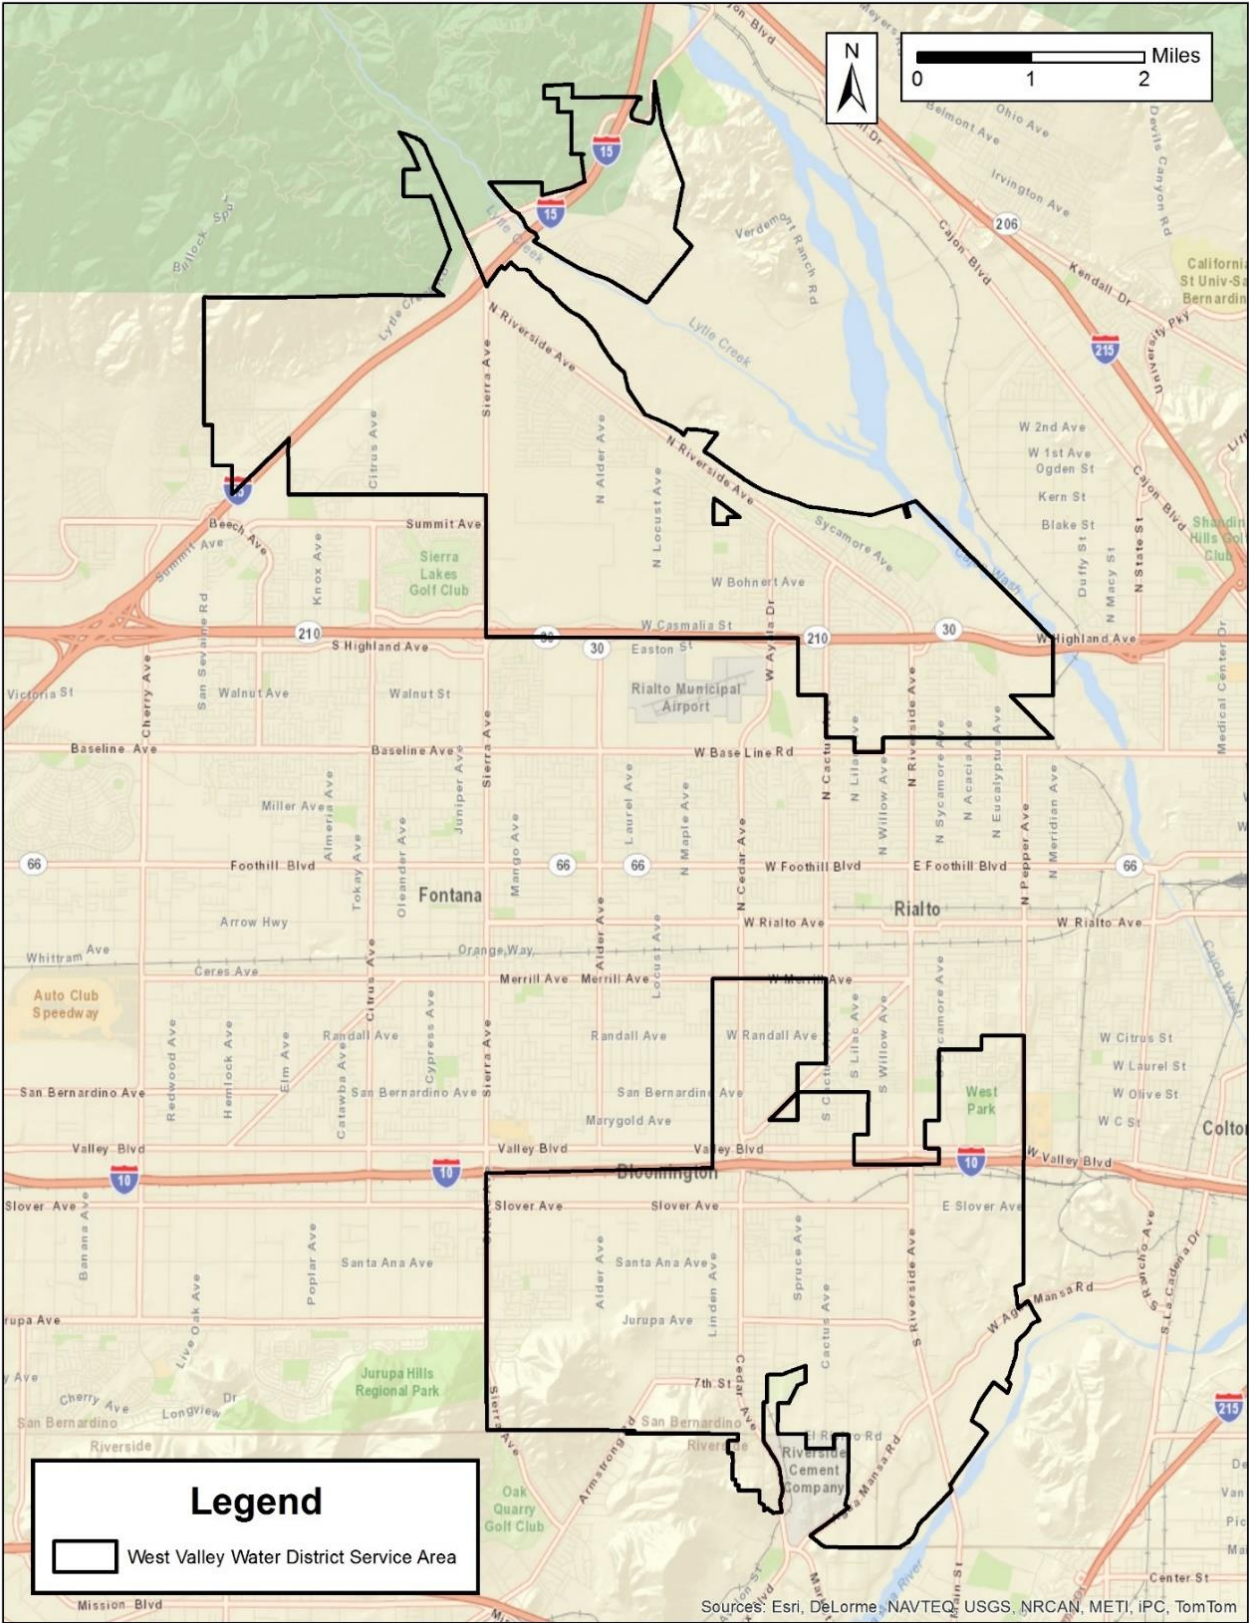 N
Miles
0 1 2
15
15
Lytle Creek
Bullock
Verdemont Ranch Rd
Belmont Ave
Ohio Ave
Irvington Ave
Devils Canyon Rd
206
Cajon Blvd
Kendall Dr
California
St Univ-Sa
Bernardin
215
University Pky
N Riverside Ave
Lytle Creek
Sierra Ave
Citrus Ave
N Alder Ave
N Locust Ave
N Riverside Ave
W 2nd Ave
W 1st Ave
Ogden St
Kern St
Blake St
Cajon Blvd
Shandin
Hills Golf
Club
Beech Ave
Summit Ave
Summit Ave
Knox Ave
Sierra
Lakes
Golf Club
Sycamore Ave
W Bohnert Ave
Duffy St
N Macy St
N State St
210
S Highland Ave
W Casmalia St
30
Easton St
210
30
W Highland Ave
W Ayala Dr
Victoria St
Cherry Ave
San Sevaine Rd
Walnut Ave
Walnut St
Rialto Municipal
Airport
Medical Center Dr
Baseline Ave
Baseline Ave
Sierra Ave
W Base Line Rd
N Riverside Ave
N Willow Ave
N Sycamore Ave
N Acacia Ave
N Eucalyptus Ave
Miller Ave
Almeria Ave
Tokay Ave
Oleander Ave
Juniper Ave
Mango Ave
Laurel Ave
N Maple Ave
N Cedar Ave
N Pepper Ave
N Meridian Ave
66
Foothill Blvd
66
66
W Foothill Blvd
E Foothill Blvd
66
Fontana
Rialto
Arrow Hwy
W Rialto Ave
W Rialto Ave
Whittram Ave
Orange Way
Ceres Ave
Citrus Ave
Alder Ave
Locust Ave
Merrill Ave
Merrill Ave
W Merrill Ave
Auto Club
Speedway
Redwood Ave
Hemlock Ave
Elm Ave
Randall Ave
Catawba Ave
Cypress Ave
Sierra Ave
Randall Ave
W Randall Ave
S Lilac Ave
S Willow Ave
W Citrus St
W Laurel St
W Olive St
W C St
San Bernardino Ave
San Bernardino Ave
San Bernardino Ave
Marygold Ave
West
Park
Valley Blvd
Valley Blvd
Valley Blvd
W Valley Blvd
10
10
10
Bloomington
Slover Ave
Slover Ave
Slover Ave
E Slover Ave
Banana Ave
Live Oak Ave
Poplar Ave
Santa Ana Ave
Alder Ave
Santa Ana Ave
Linden Ave
Spruce Ave
Cactus Ave
S Riverside Ave
S Rancho Ave
S La Cadena Dr
W Agua Mansa Rd
Jurupa Ave
Jurupa Hills
Regional Park
Cherry Ave
Longview Dr
7th St
Cedar Ave
215
San Bernardino
Riverside
Sierra Ave
Armstrong Rd
San Bernardino
Riverside
El Rivino Rd
Riverside
Cement
Company
Agua Mansa Rd
Oak
Quarry
Golf Club
Legend
West Valley Water District Service Area
Mission Blvd
Main St
Center St
Sources: Esri, DeLorme, NAVTEQ, USGS, NRCAN, METI, iPC, TomTom